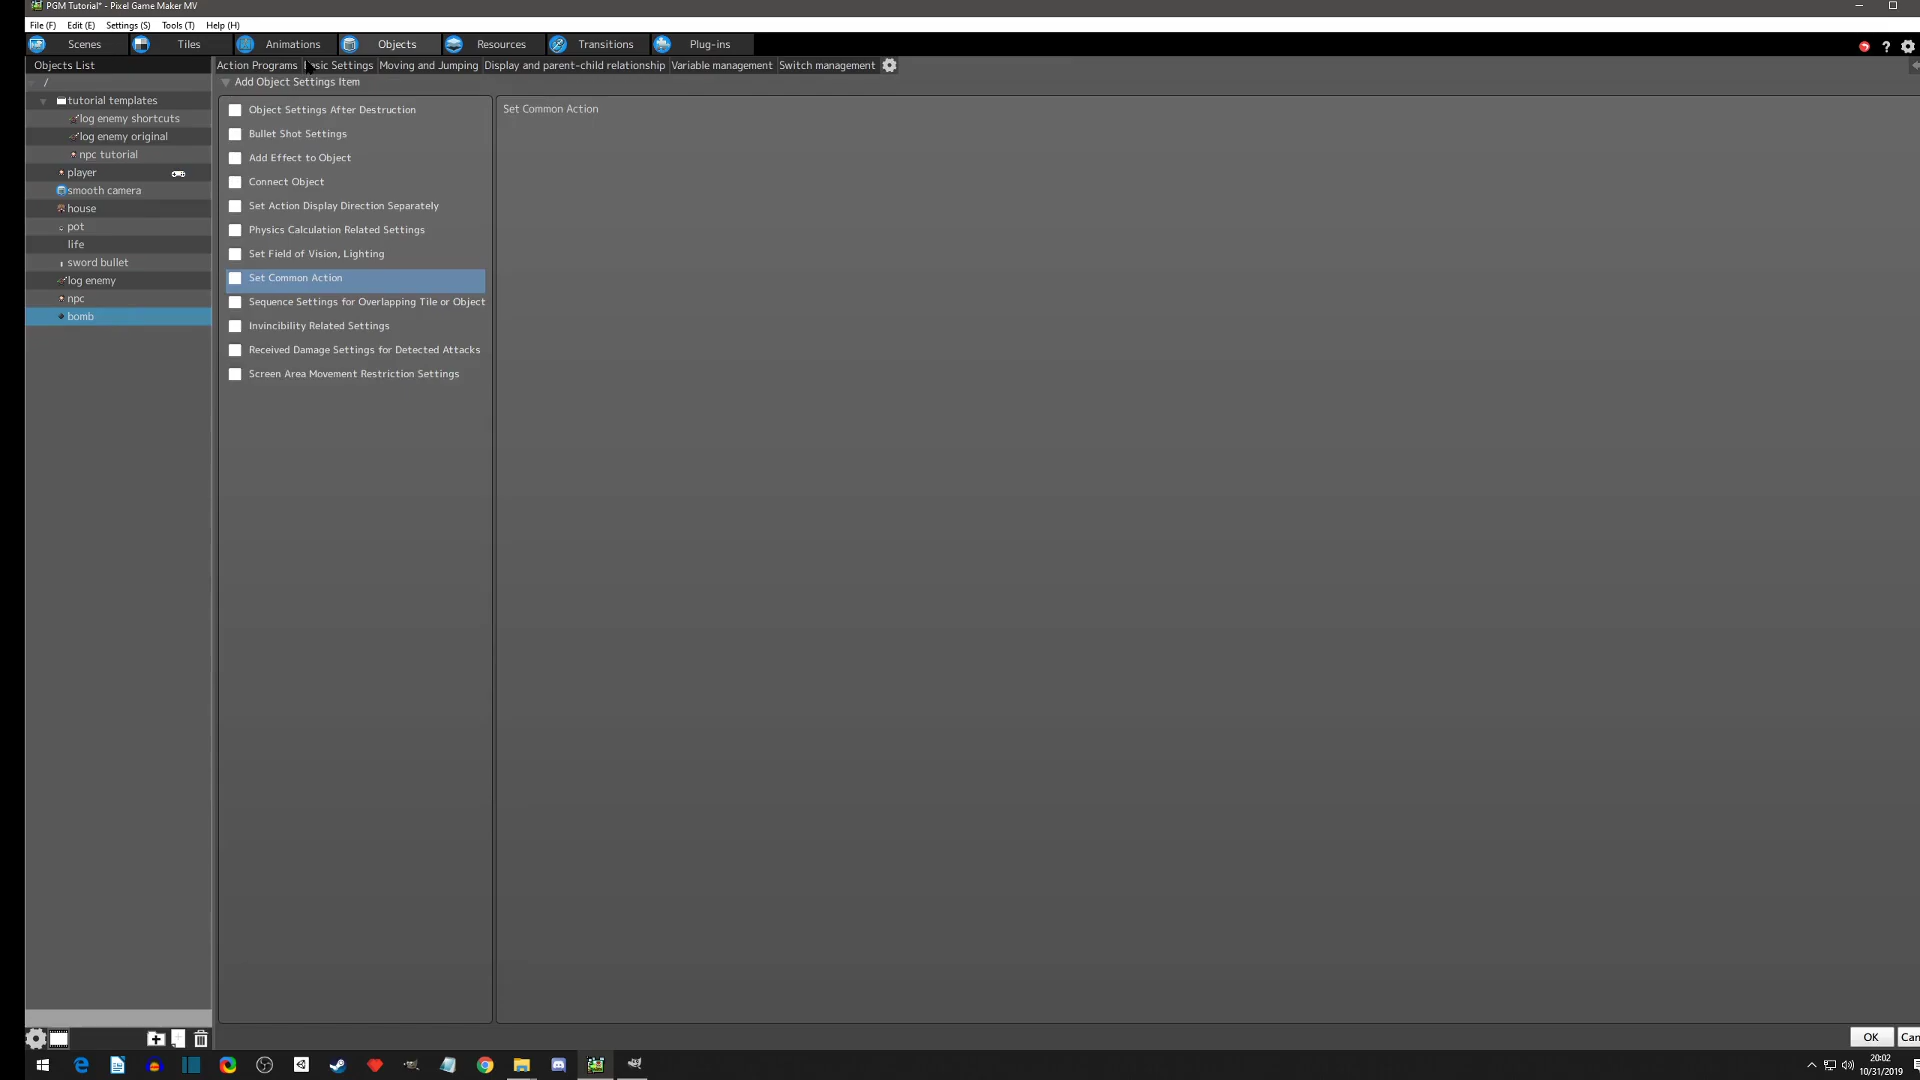 PGM Tutorial* - Pixel Game Maker MV
File (F) Edit (E) Settings (S) Tools (T) Help (H)
Scenes Tiles Animations Objects Resources Transitions Plug-ins
Objects List
Action Programs Settings Moving and Jumping Display and parent-child relationship Variable management Switch management
Add Object Settings Item
/
tutorial templates
log enemy shortcuts
log enemy original
npc tutorial
player
smooth camera
house
pot
life
sword bullet
log enemy
npc
bomb
Object Settings After Destruction
Bullet Shot Settings
Add Effect to Object
Connect Object
Set Action Display Direction Separately
Physics Calculation Related Settings
Set Field of Vision, Lighting
Set Common Action
Sequence Settings for Overlapping Tile or Object
Invincibility Related Settings
Received Damage Settings for Detected Attacks
Screen Area Movement Restriction Settings
Set Common Action
OK
Can
20:02
10/31/2019